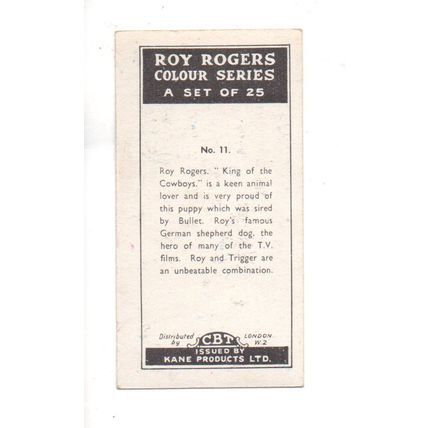 ROY ROGERS
COLOUR SERIES
A SET OF 25
No. 11.
Roy Rogers. " King of the
Cowboys," is a keen animal
lover and is very proud of
this puppy which was sired
by Bullet. Roy's famous
German shepherd dog, the
hero of many of the T.V.
films. Roy and Trigger are
an unbeatable combination.
Distributed by CBT LONDON W.2
ISSUED BY
KANE PRODUCTS LTD.